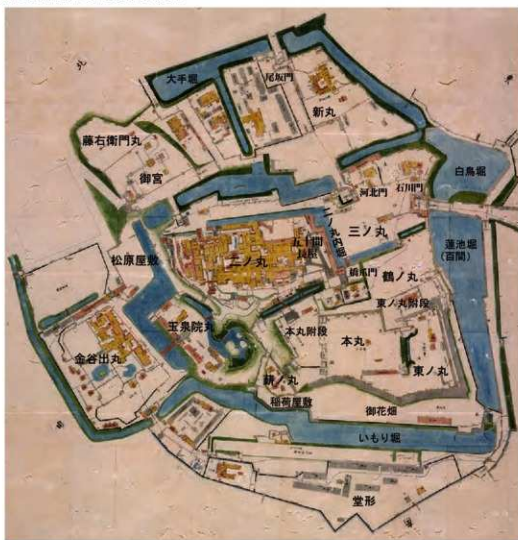 大手堀
尾坂門
新丸
藤右衛門丸
御宮
白鳥堀
河北門
石川門
二ノ丸内堀
三ノ丸
蓮池堀
(百間)
松原屋敷
二ノ丸
五十間
長屋
橋爪門
鶴ノ丸
東ノ丸附段
玉泉院丸
本丸附段
本丸
金谷出丸
東ノ丸
稲荷屋敷
御花畑
いもり堀
堂形